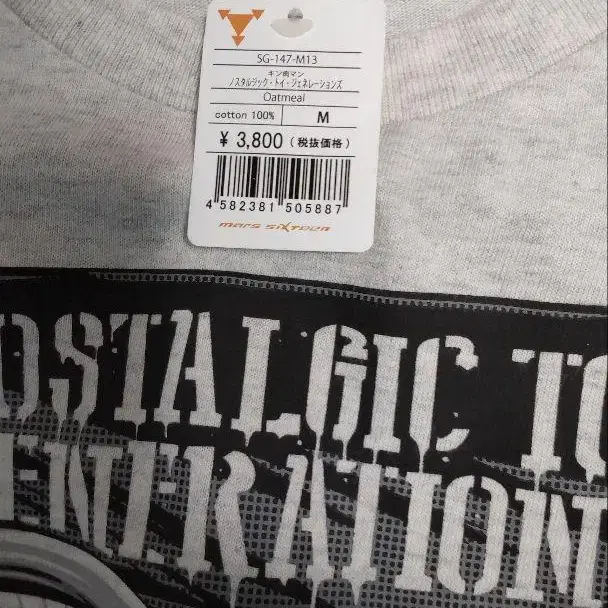 SG-147-M13
キン肉マン
ノスタルジック・トイ・ジェネレーションズ
Oatmeal
cotton 100%
M
¥ 3,800 (税抜価格)
4 582381 505887
mars sixteen
OSTALGIC TO
ENERATION